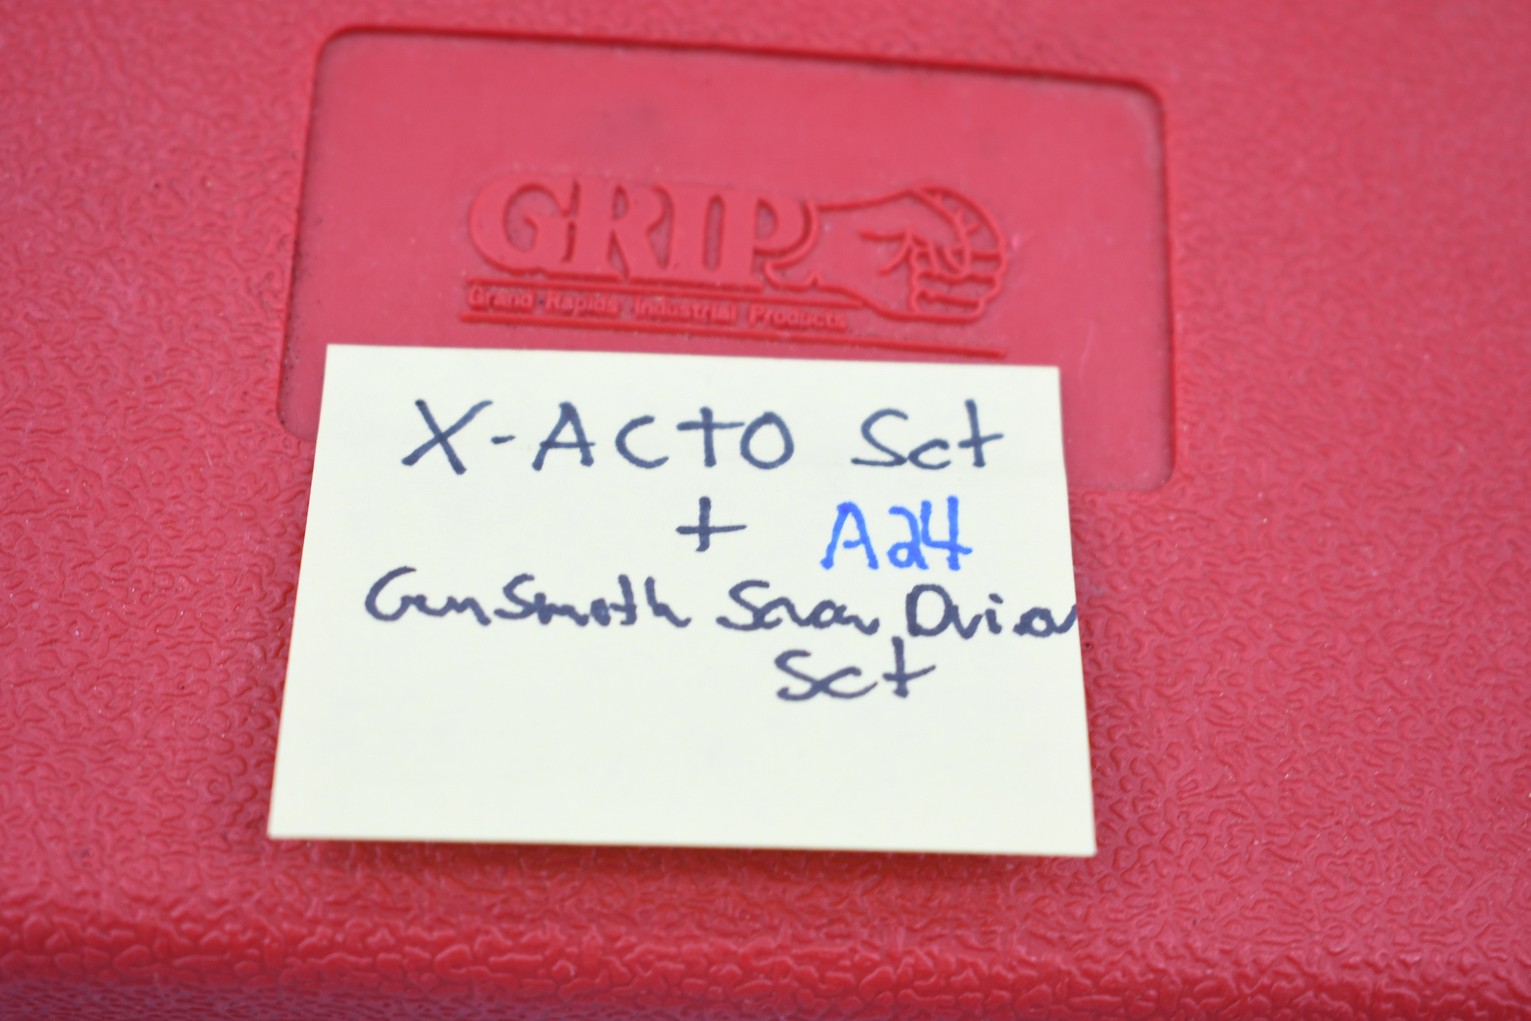 GRIP
Grand Rapids Industrial Products
X-ACTO Set
+ A24
GunSmith Screw Driver
Set